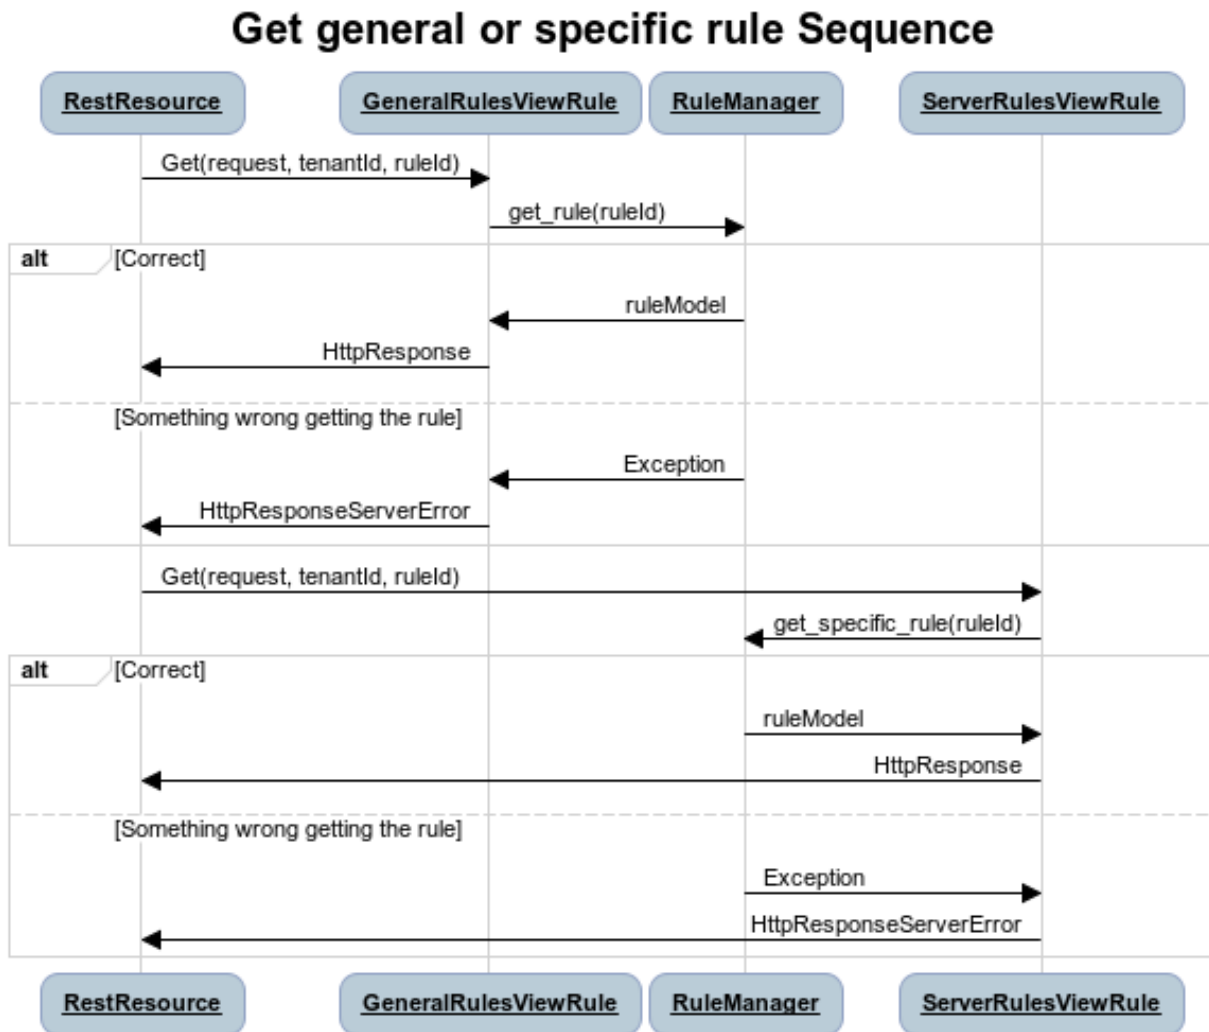 Get general or specific rule Sequence
RestResource GeneralRulesViewRule RuleManager ServerRulesViewRule
Get(request, tenantId, ruleId)
get_rule(ruleId)
alt [Correct]
ruleModel
HttpResponse
[Something wrong getting the rule]
Exception
HttpResponseServerError
Get(request, tenantId, ruleId)
get_specific_rule(ruleId)
alt [Correct]
ruleModel
HttpResponse
[Something wrong getting the rule]
Exception
HttpResponseServerError
RestResource GeneralRulesViewRule RuleManager ServerRulesViewRule